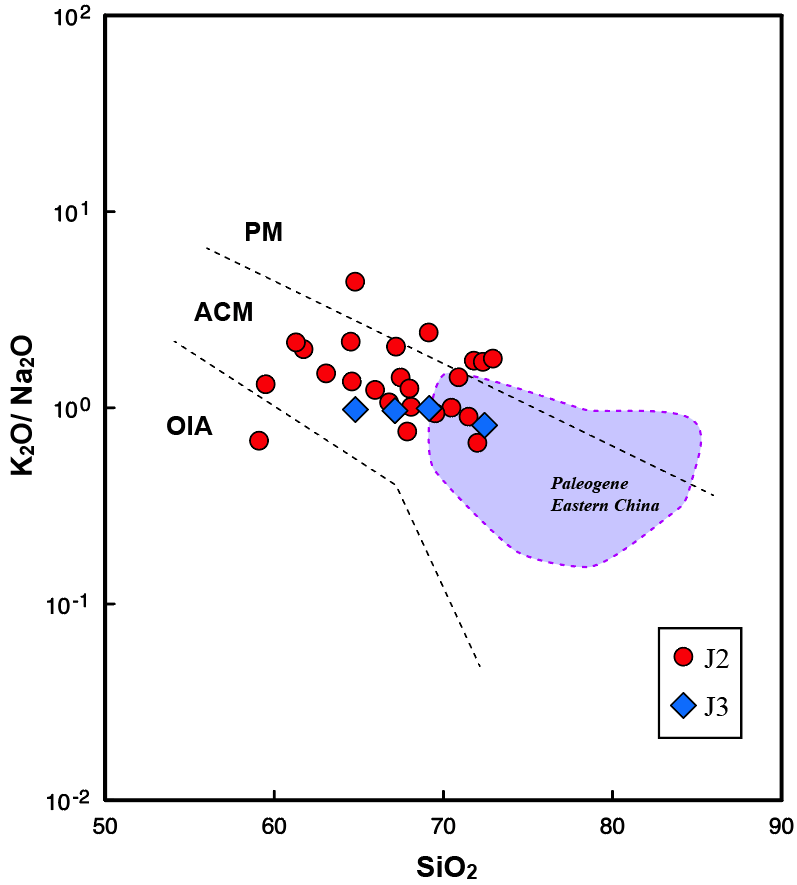 10²
10¹
10⁰
10⁻¹
10⁻²
K₂O/ Na₂O
PM
ACM
OIA
Paleogene
Eastern China
J2
J3
50 60 70 80 90
SiO₂